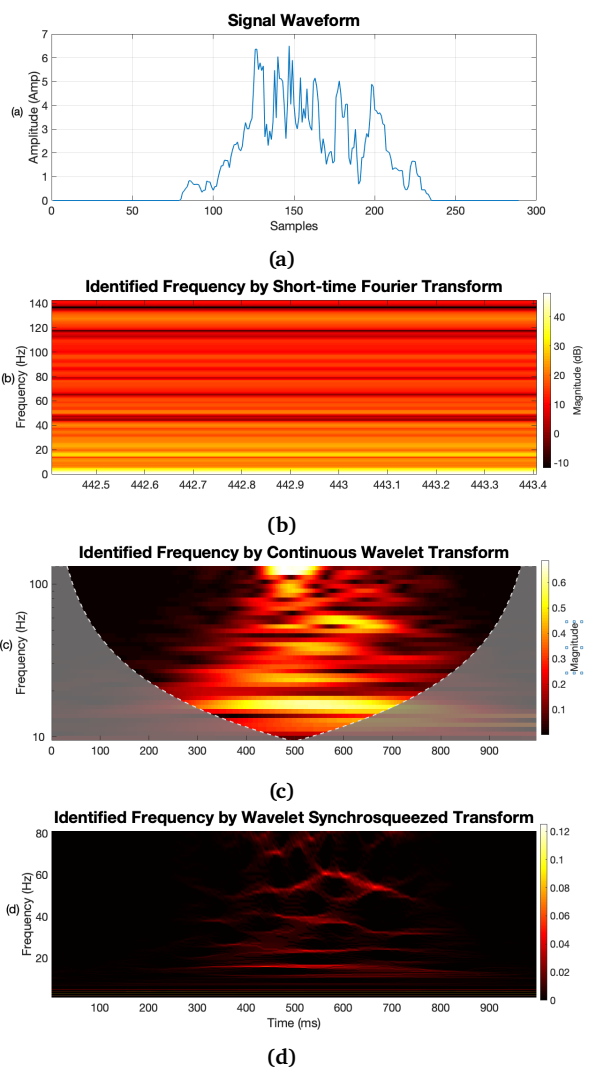 Signal Waveform
7
6
5
4
3
2
1
0
Amplitude (Amp)
(a)
0 50 100 150 200 250 300
Samples
(a)
Identified Frequency by Short-time Fourier Transform
140
120
100
80
60
40
20
0
Frequency (Hz)
(b)
442.5 442.6 442.7 442.8 442.9 443 443.1 443.2 443.3 443.4
40
30
20
10
0
-10
Magnitude (dB)
(b)
Identified Frequency by Continuous Wavelet Transform
100
10
Frequency (Hz)
(c)
0 100 200 300 400 500 600 700 800 900
0.6
0.5
0.4
0.3
0.2
0.1
Magnitude
(c)
Identified Frequency by Wavelet Synchrosqueezed Transform
80
60
40
20
Frequency (Hz)
(d)
100 200 300 400 500 600 700 800 900
Time (ms)
0.12
0.1
0.08
0.06
0.04
0.02
0
(d)